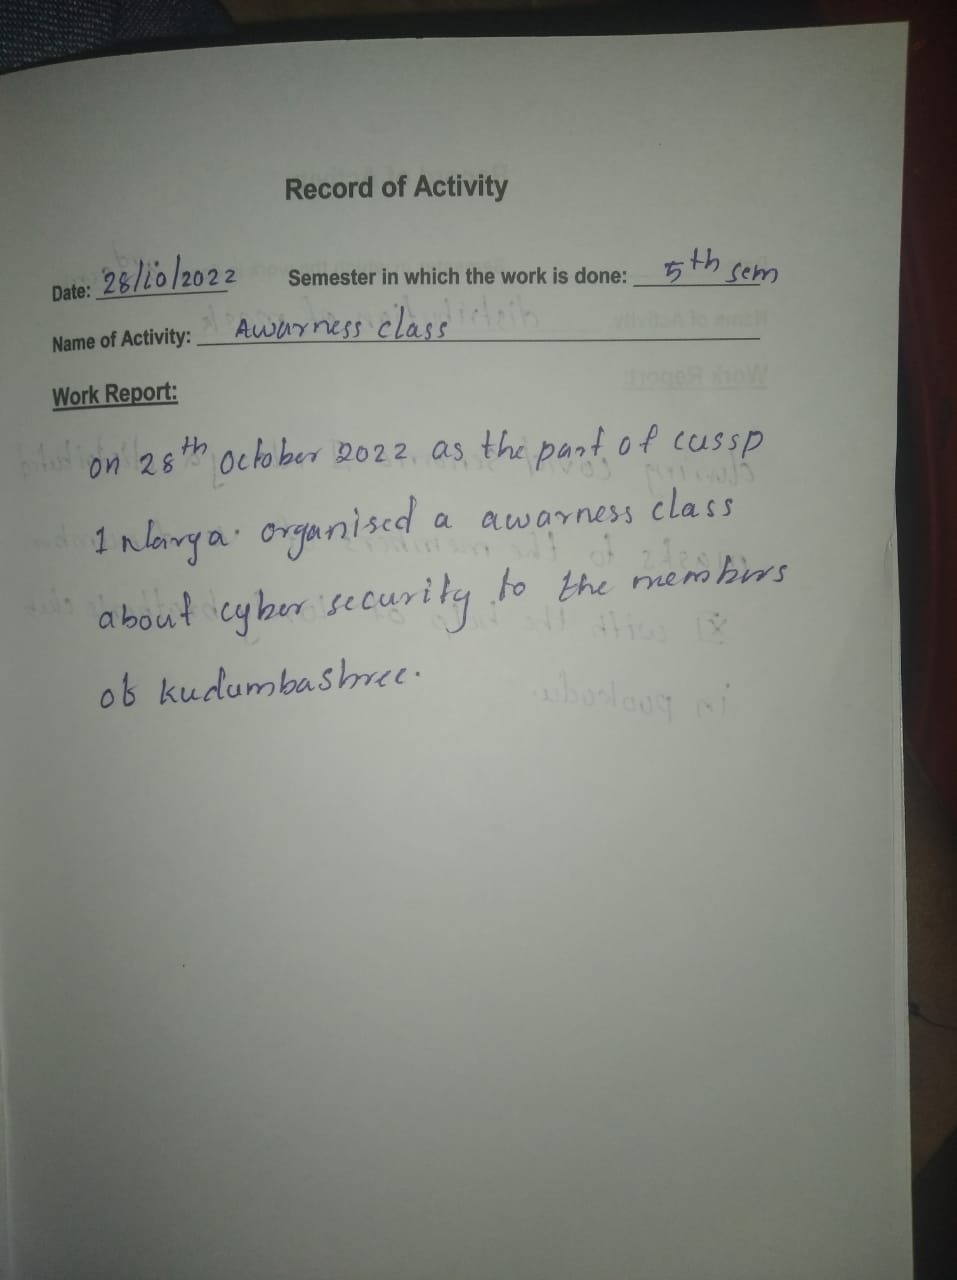 Record of Activity
Date: 28/10/2022 Semester in which the work is done: 5th sem
Name of Activity: Awarness class
Work Report:
on 28th October 2022 as the part of cussp
organised a awarness class
about cyber security to the members
of kudumbashree.